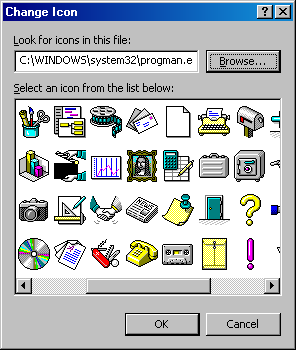 Change Icon
Look for icons in this file:
C:\WINDOWS\system32\progman.e
Browse...
Select an icon from the list below:
OK
Cancel